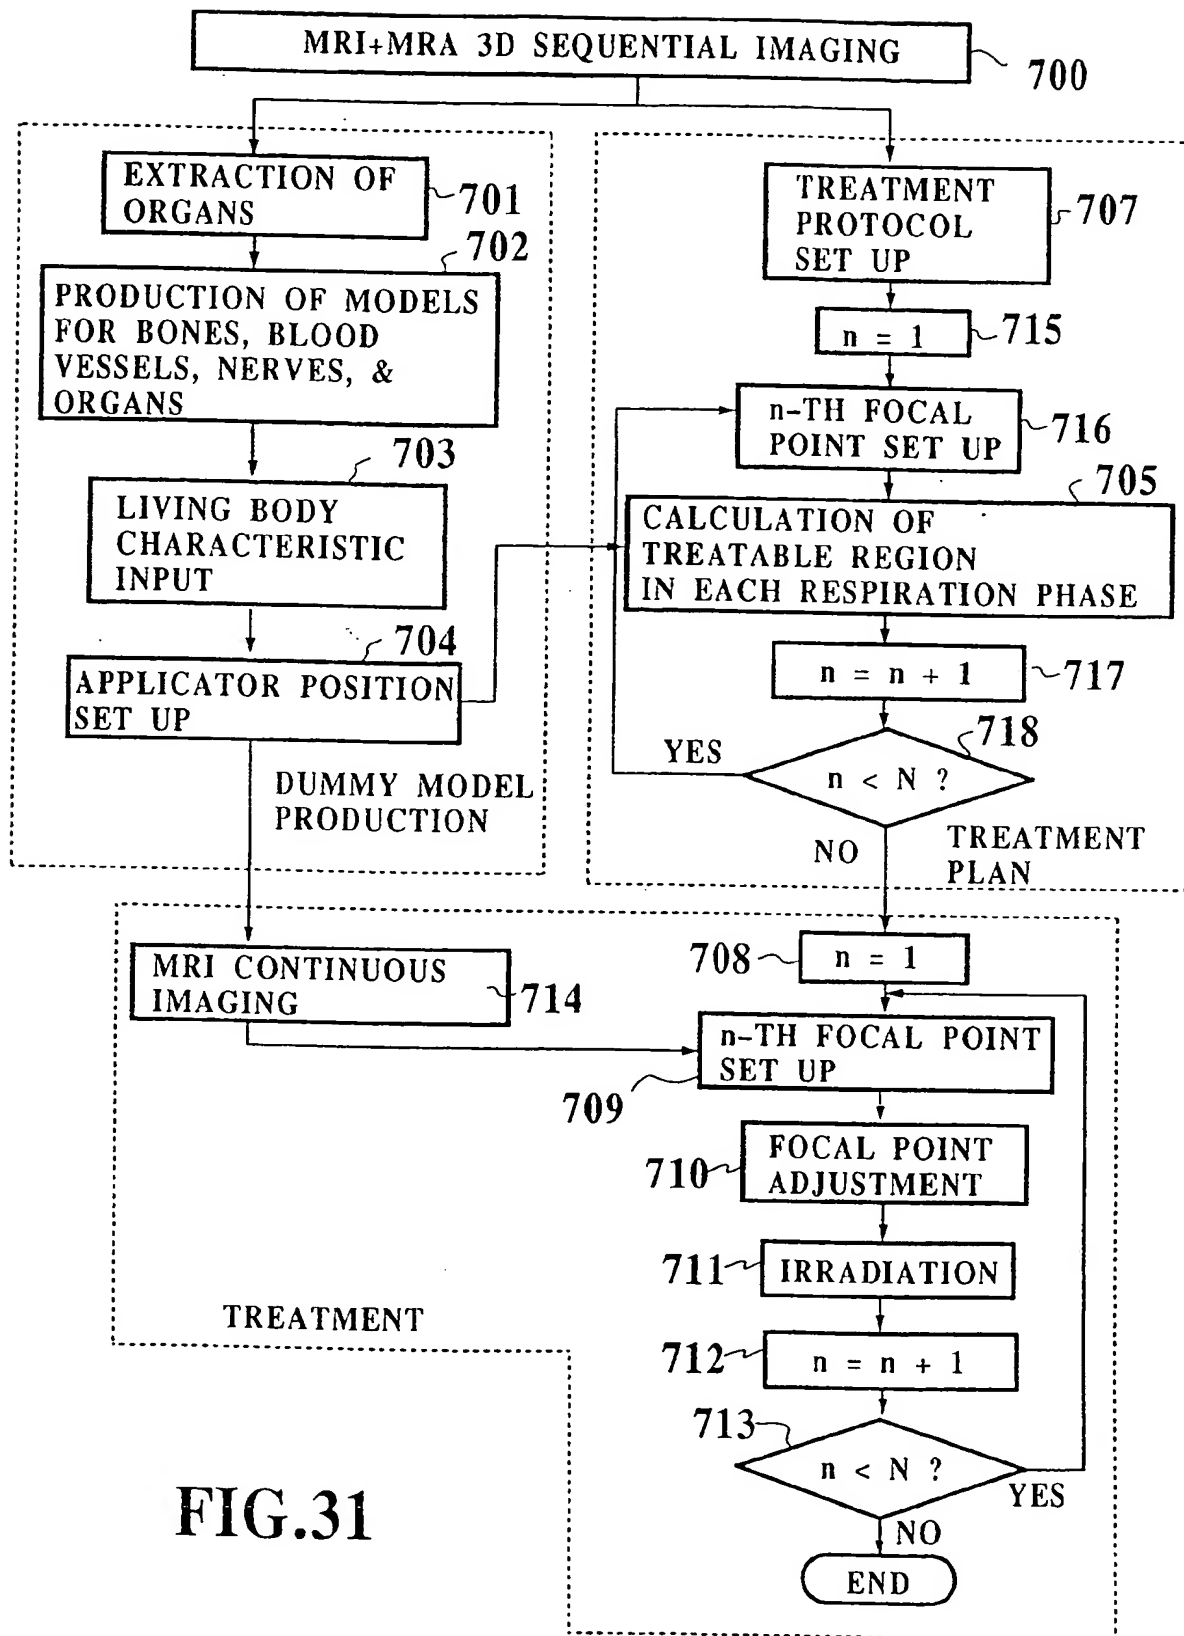 MRI+MRA 3D SEQUENTIAL IMAGING
700
EXTRACTION OF
ORGANS
701
702
PRODUCTION OF MODELS
FOR BONES, BLOOD
VESSELS, NERVES, &
ORGANS
703
LIVING BODY
CHARACTERISTIC
INPUT
704
APPLICATOR POSITION
SET UP
DUMMY MODEL
PRODUCTION
TREATMENT
PROTOCOL
SET UP
707
n = 1
715
n-TH FOCAL
POINT SET UP
716
705
CALCULATION OF
TREATABLE REGION
IN EACH RESPIRATION PHASE
n = n + 1
717
718
YES
n < N ?
NO
TREATMENT
PLAN
MRI CONTINUOUS
IMAGING
714
708
n = 1
n-TH FOCAL POINT
SET UP
709
FOCAL POINT
ADJUSTMENT
710
711
IRRADIATION
TREATMENT
712
n = n + 1
713
n < N ?
YES
NO
END
FIG.31